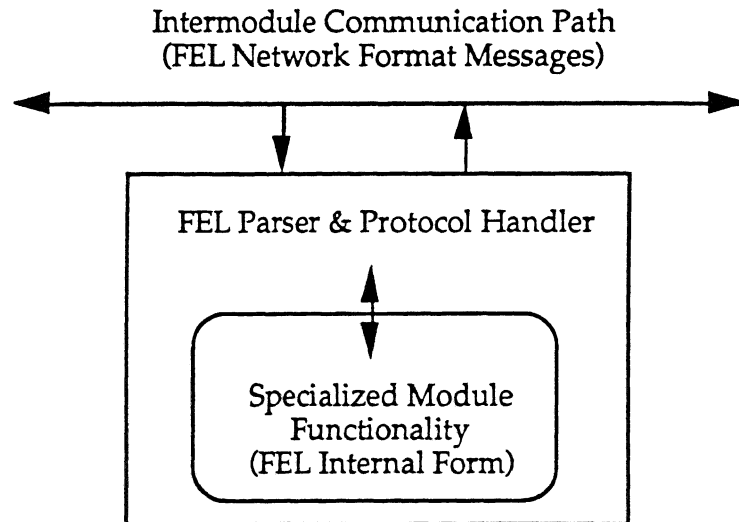 Intermodule Communication Path
(FEL Network Format Messages)
FEL Parser & Protocol Handler
Specialized Module
Functionality
(FEL Internal Form)